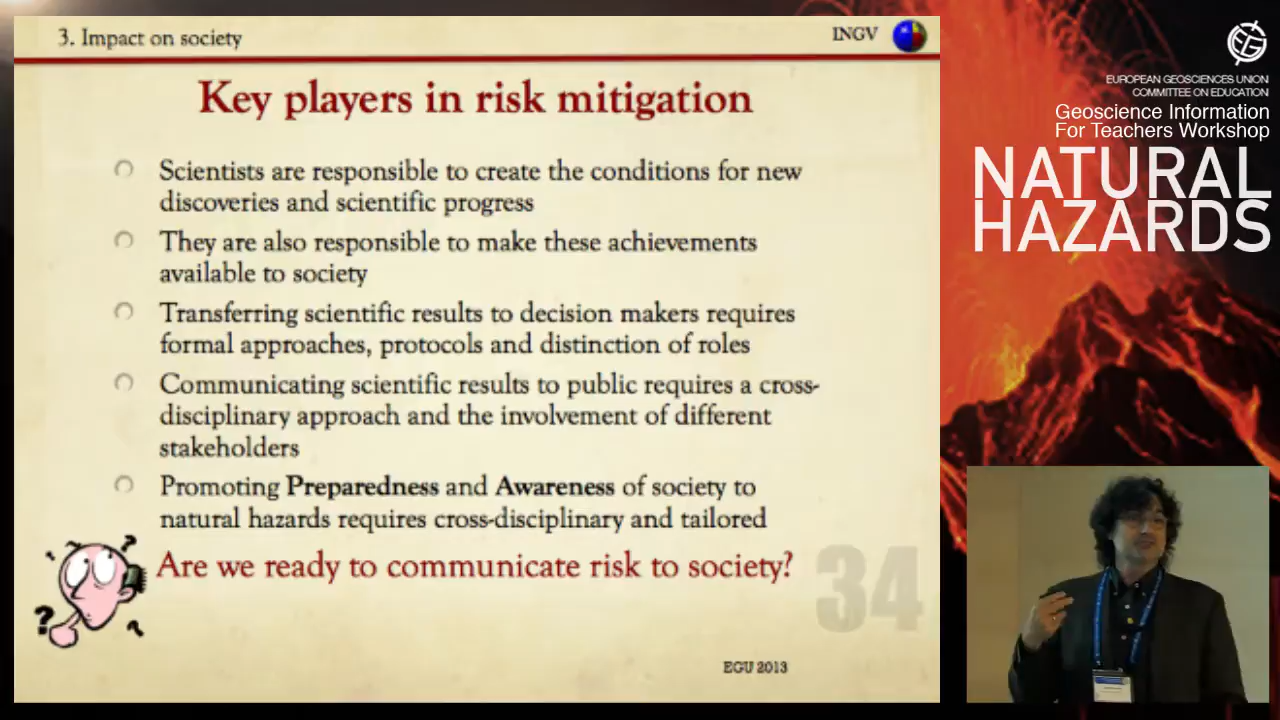 3. Impact on society
INGV
Key players in risk mitigation
Scientists are responsible to create the conditions for new
discoveries and scientific progress
They are also responsible to make these achievements
available to society
Transferring scientific results to decision makers requires
formal approaches, protocols and distinction of roles
Communicating scientific results to public requires a cross-
disciplinary approach and the involvement of different
stakeholders
Promoting Preparedness and Awareness of society to
natural hazards requires cross-disciplinary and tailored
Are we ready to communicate risk to society?
? ? ?
34
EGU 2013
EGU
EUROPEAN GEOSCIENCES UNION
COMMITTEE ON EDUCATION
Geoscience Information
For Teachers Workshop
NATURAL
HAZARDS